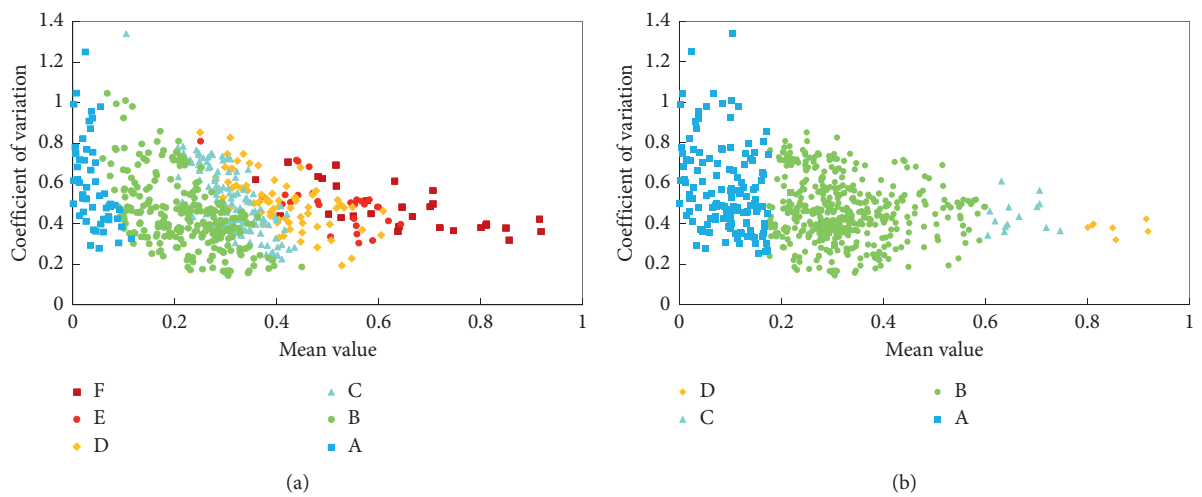 1.4
1.2
1
0.8
0.6
0.4
0.2
0
Coefficient of variation
0 0.2 0.4 0.6 0.8 1
Mean value
F C
E B
D A
(a)
1.4
1.2
1
0.8
0.6
0.4
0.2
0
Coefficient of variation
0 0.2 0.4 0.6 0.8 1
Mean value
D B
C A
(b)